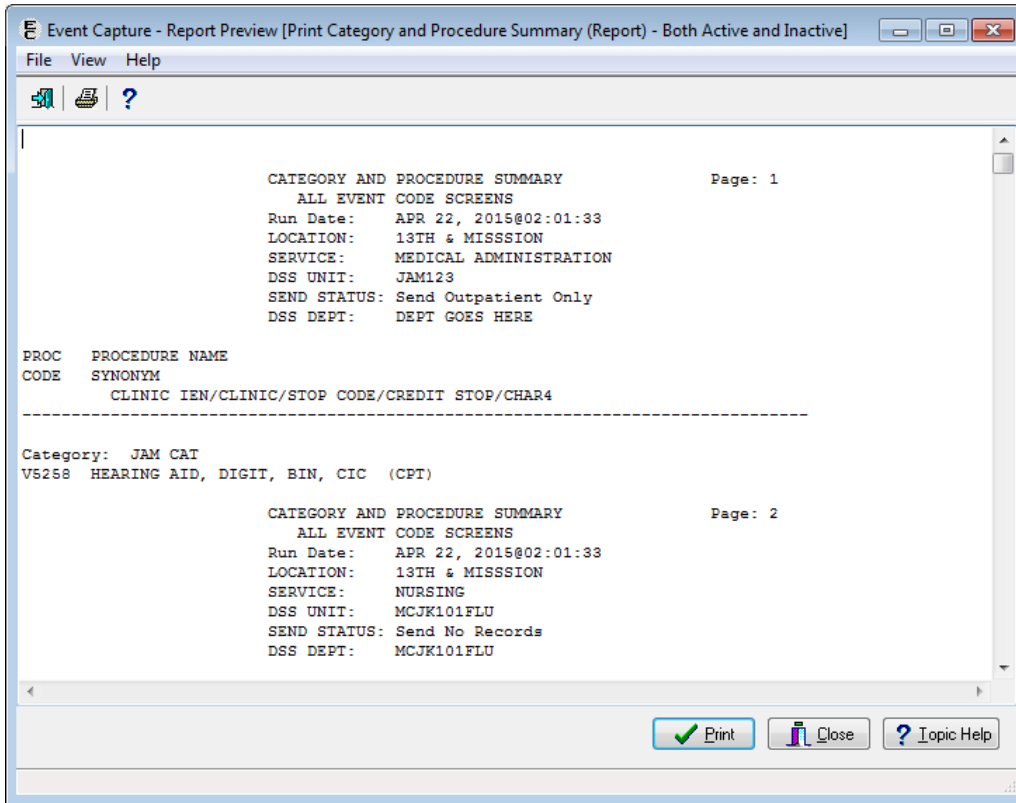 Event Capture - Report Preview [Print Category and Procedure Summary (Report) - Both Active and Inactive]
File View Help
?
CATEGORY AND PROCEDURE SUMMARY Page: 1
ALL EVENT CODE SCREENS
Run Date: APR 22, 2015@02:01:33
LOCATION: 13TH & MISSSION
SERVICE: MEDICAL ADMINISTRATION
DSS UNIT: JAM123
SEND STATUS: Send Outpatient Only
DSS DEPT: DEPT GOES HERE
PROC PROCEDURE NAME
CODE SYNONYM
CLINIC IEN/CLINIC/STOP CODE/CREDIT STOP/CHAR4
--------------------------------------------------------------------------------
Category: JAM CAT
V5258 HEARING AID, DIGIT, BIN, CIC (CPT)
CATEGORY AND PROCEDURE SUMMARY Page: 2
ALL EVENT CODE SCREENS
Run Date: APR 22, 2015@02:01:33
LOCATION: 13TH & MISSSION
SERVICE: NURSING
DSS UNIT: MCJK101FLU
SEND STATUS: Send No Records
DSS DEPT: MCJK101FLU
Print Close ? Topic Help